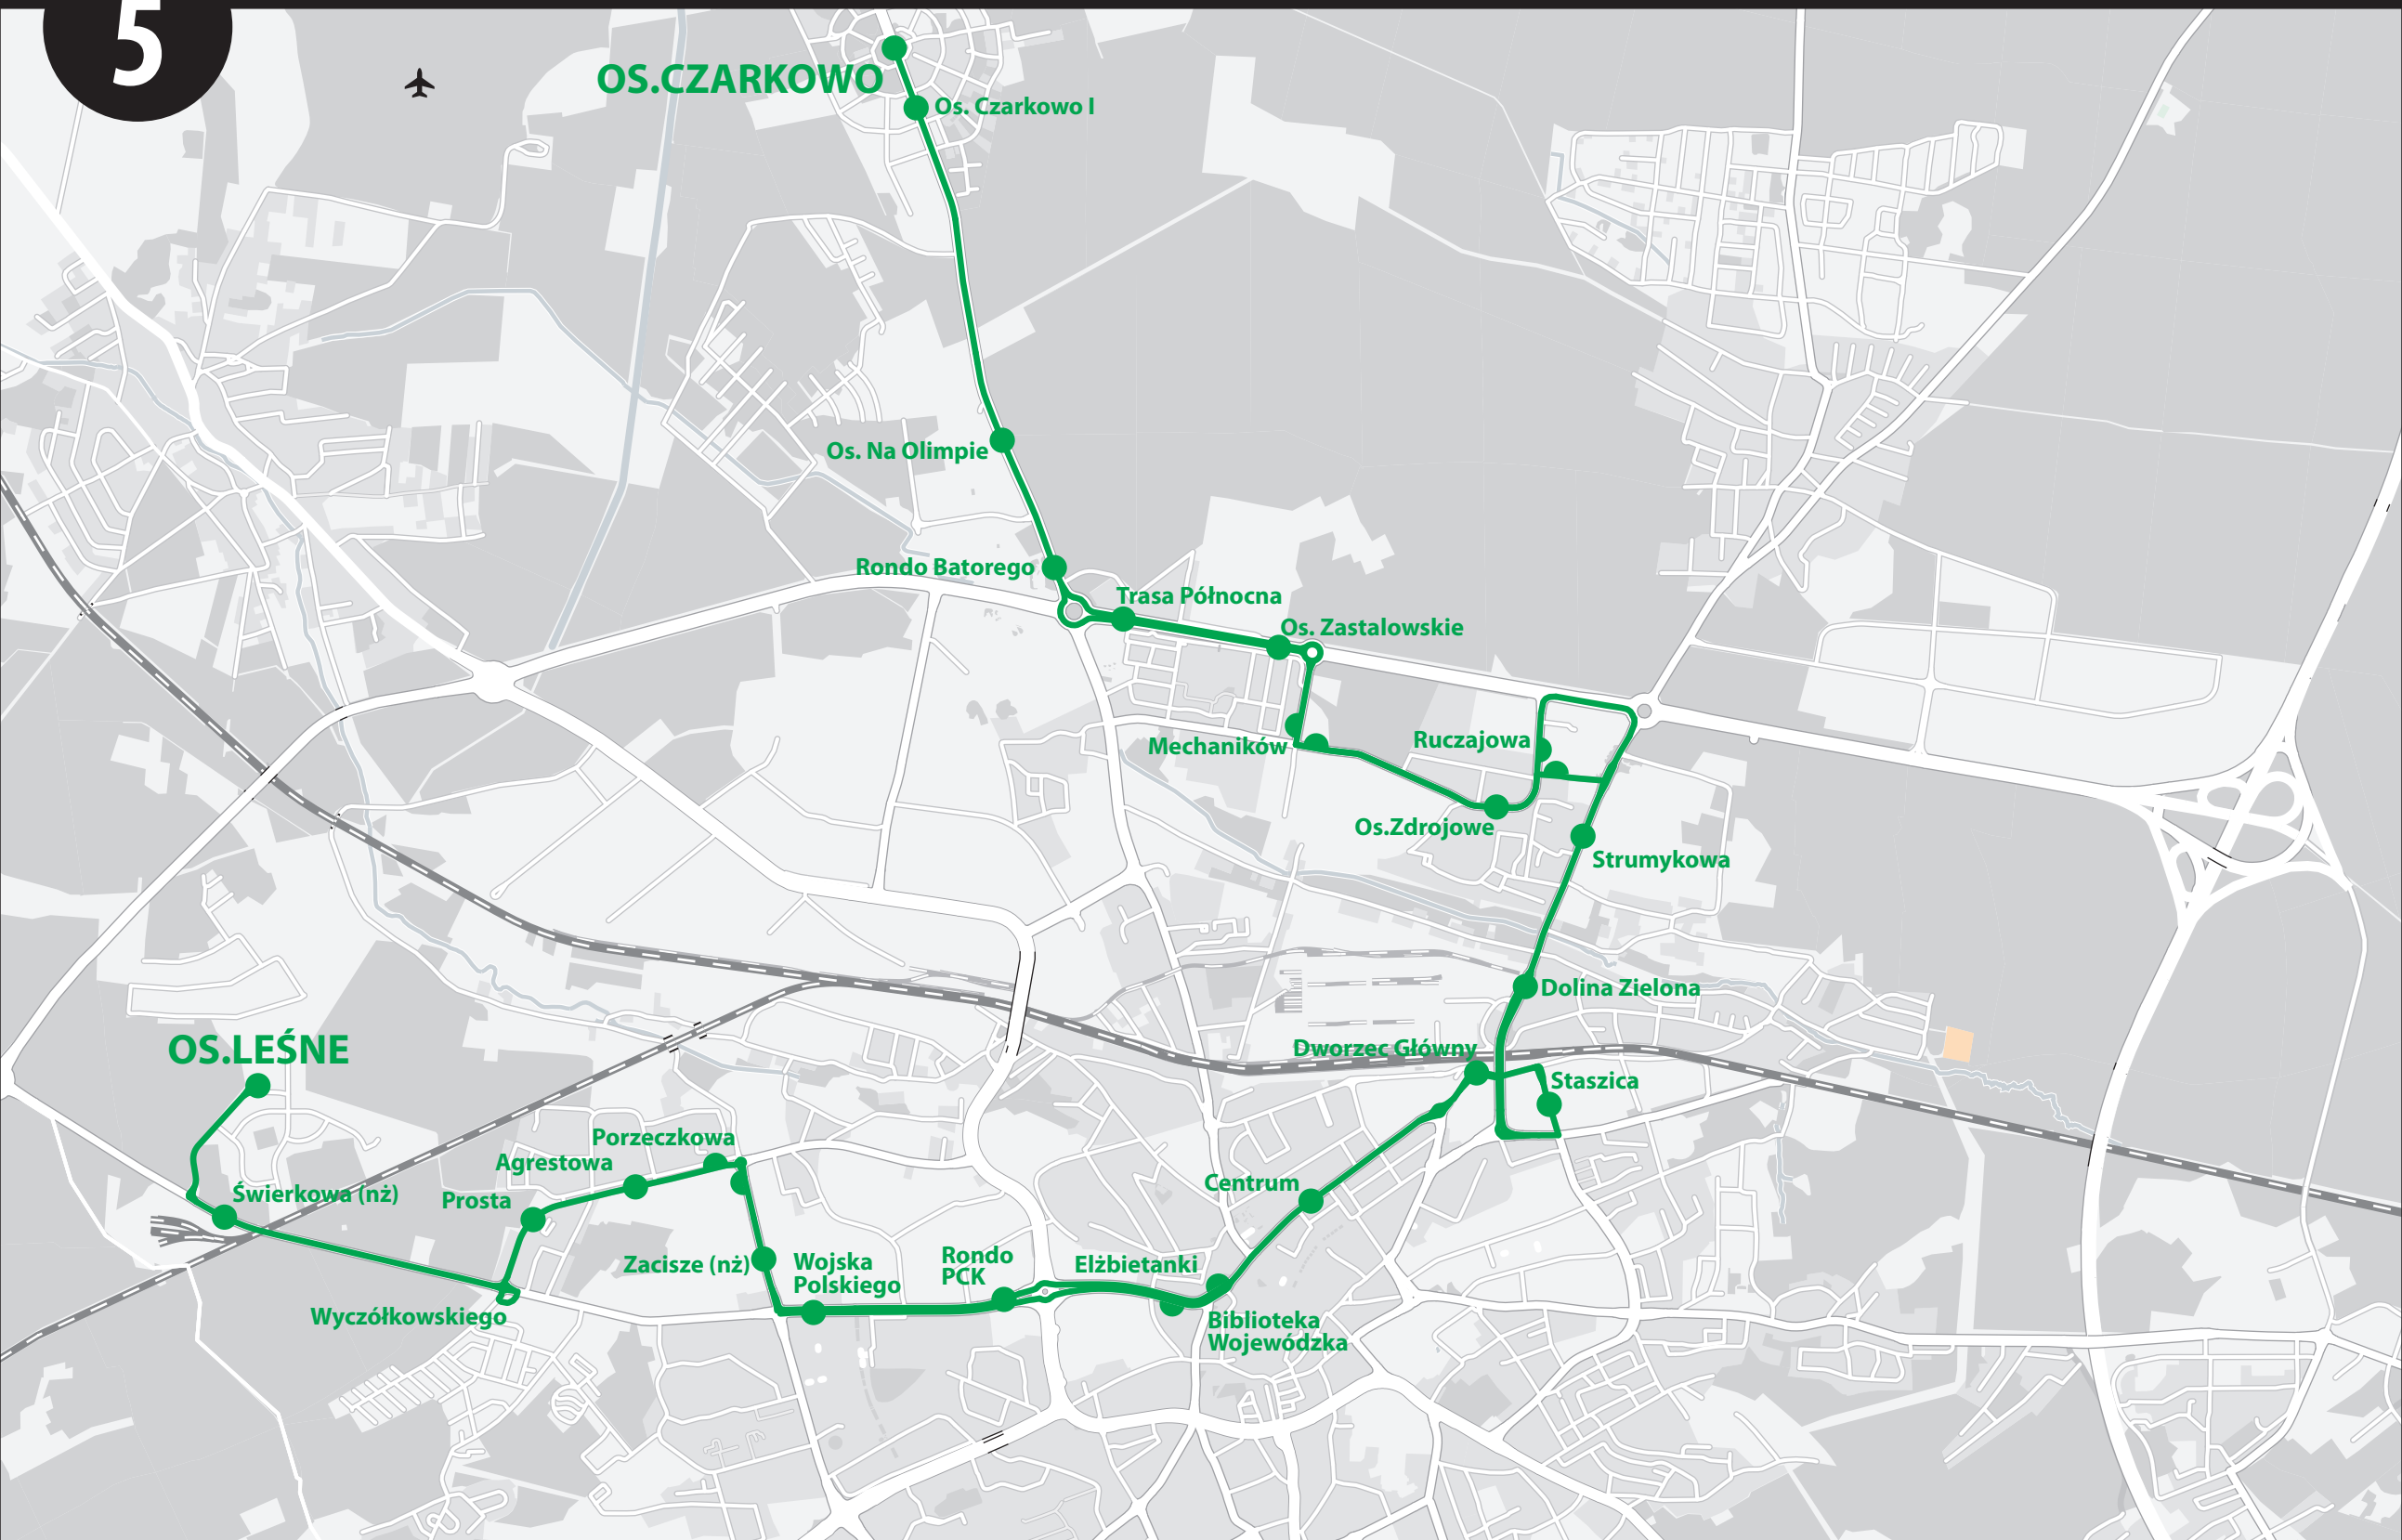 5
OS.CZARKOWO
Os. Czarkowo I
Os. Na Olimpie
Rondo Batorego
Trasa Północna
Os. Zastalowskie
Mechaników
Ruczajowa
Os.Zdrojowe
Strumykowa
Dolina Zielona
Dworzec Główny
Staszica
Centrum
Biblioteka
Wojewódzka
Elżbietanki
Rondo
PCK
Wojska
Polskiego
Zacisze (nż)
Porzeczkowa
Agrestowa
Prosta
Wyczółkowskiego
Świerkowa (nż)
OS.LEŚNE